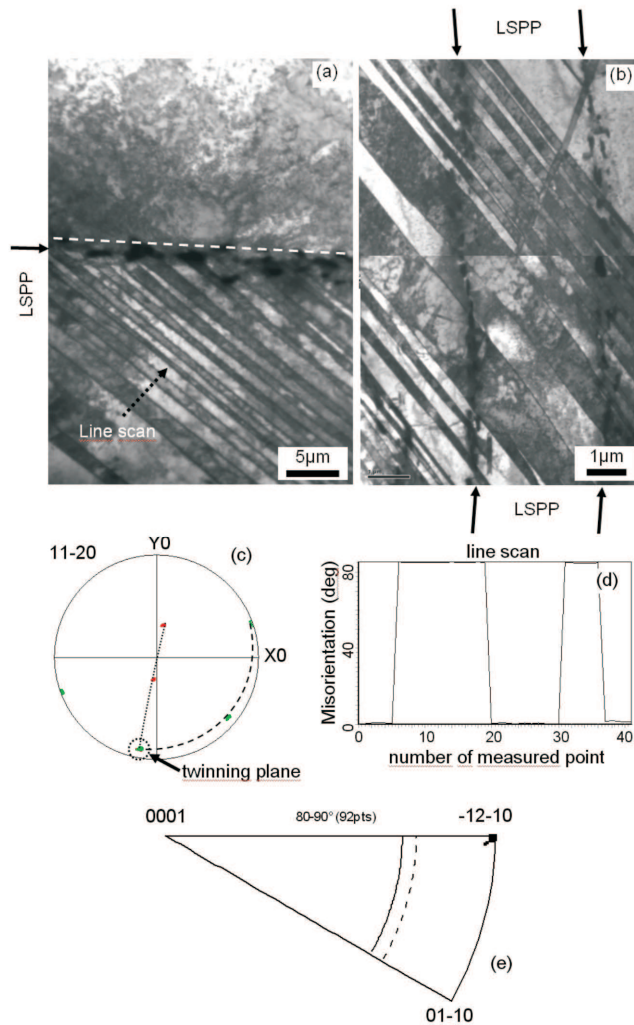 LSPP
(a)
(b)
LSPP
Line scan
5µm
1µm
LSPP
11-20
Y0
(c)
X0
twinning plane
line scan
(d)
Misorientation (deg)
80
40
0
0
10
20
30
40
number of measured point
0001
80-90° (92pts)
-12-10
(e)
01-10